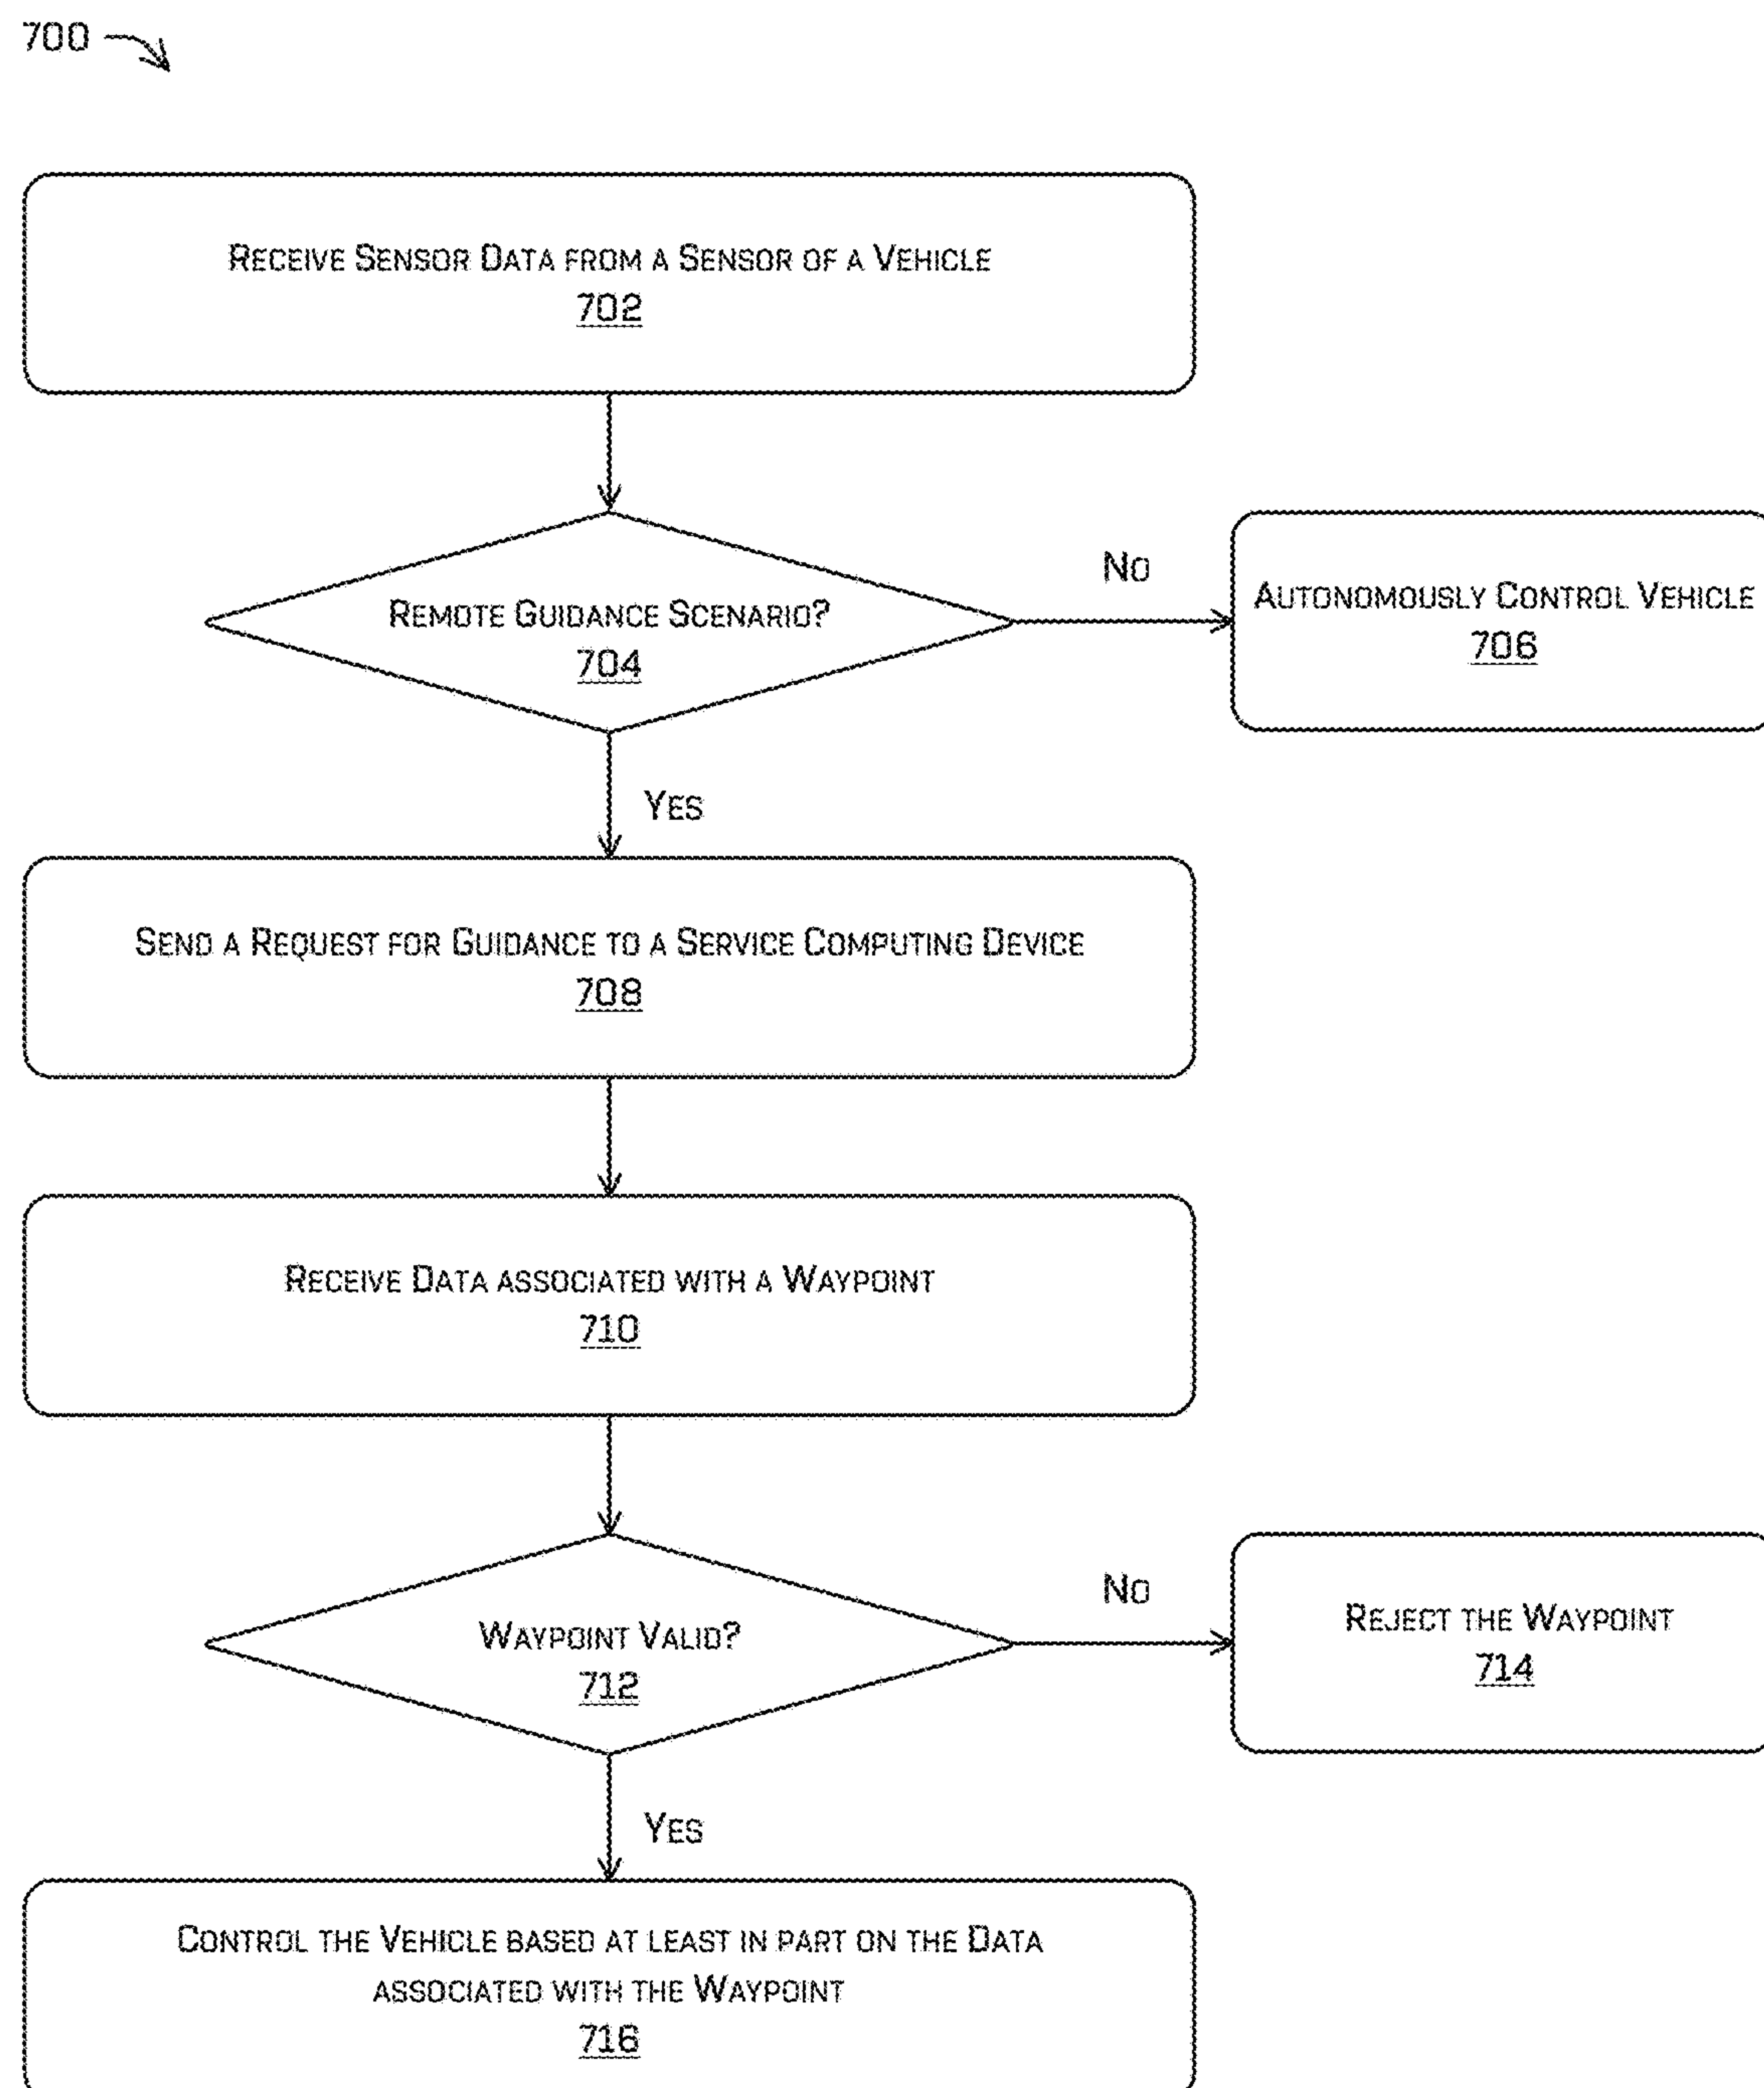 700
Receive Sensor Data from a Sensor of a Vehicle
702
Remote Guidance Scenario?
704
No
Autonomously Control Vehicle
706
Yes
Send a Request for Guidance to a Service Computing Device
708
Receive Data associated with a Waypoint
710
Waypoint Valid?
712
No
Reject the Waypoint
714
Yes
Control the Vehicle based at least in part on the Data
associated with the Waypoint
716